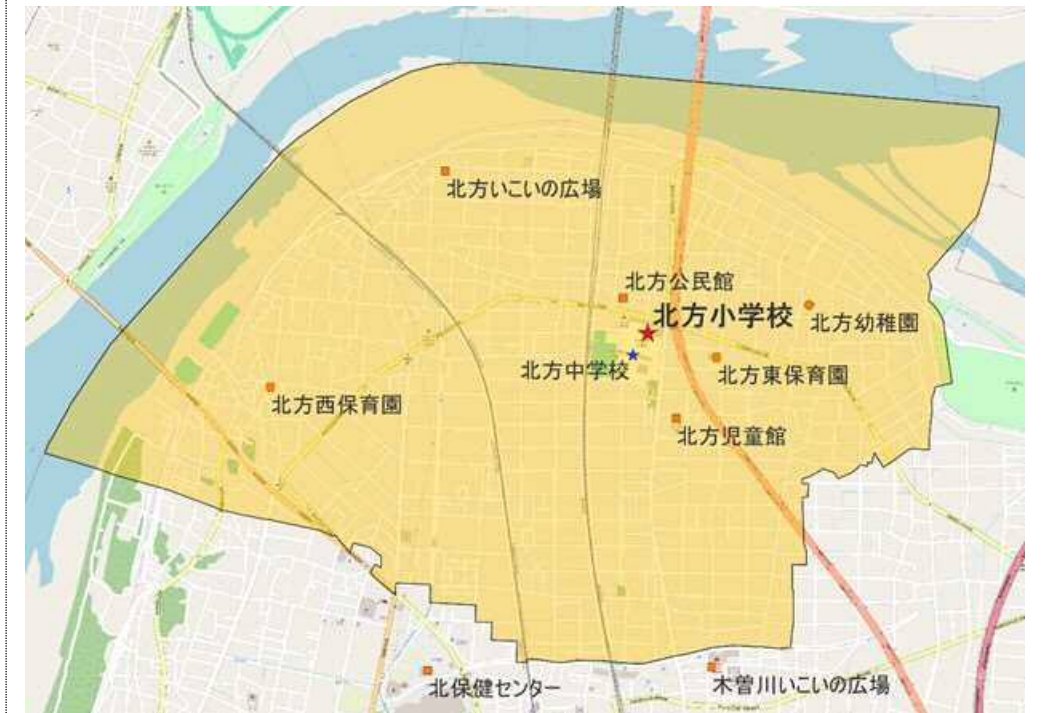 北方いこいの広場
北方公民館
北方小学校
北方幼稚園
北方中学校
北方東保育園
北方西保育園
北方児童館
北保健センター
木曽川いこいの広場